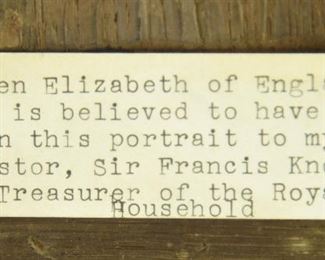 en Elizabeth of Engla
is believed to have
n this portrait to my
stor, Sir Francis Kno
Treasurer of the Roya
Household